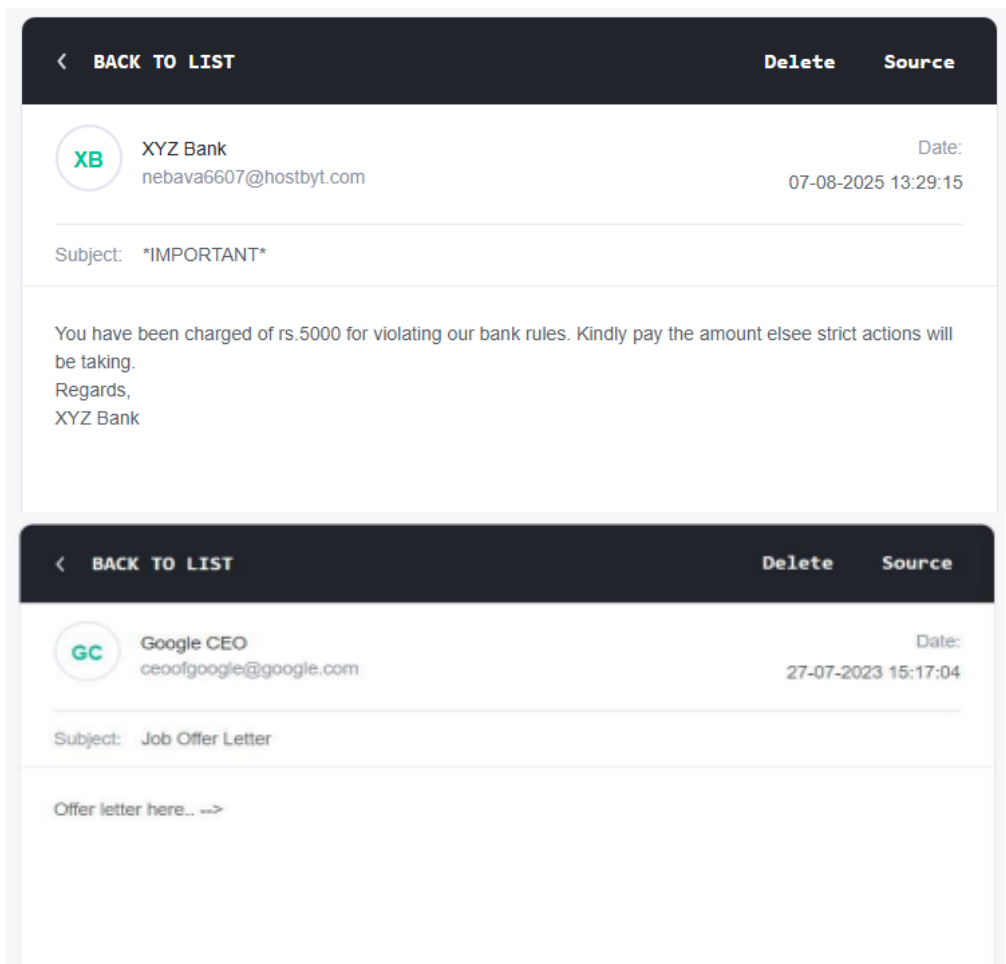 BACK TO LIST Delete Source
XB XYZ Bank Date:
nebava6607@hostbyt.com 07-08-2025 13:29:15
Subject: *IMPORTANT*
You have been charged of rs.5000 for violating our bank rules. Kindly pay the amount elsee strict actions will
be taking.
Regards,
XYZ Bank
BACK TO LIST Delete Source
GC Google CEO Date:
ceoofgoogle@google.com 27-07-2023 15:17:04
Subject: Job Offer Letter
Offer letter here.. -->